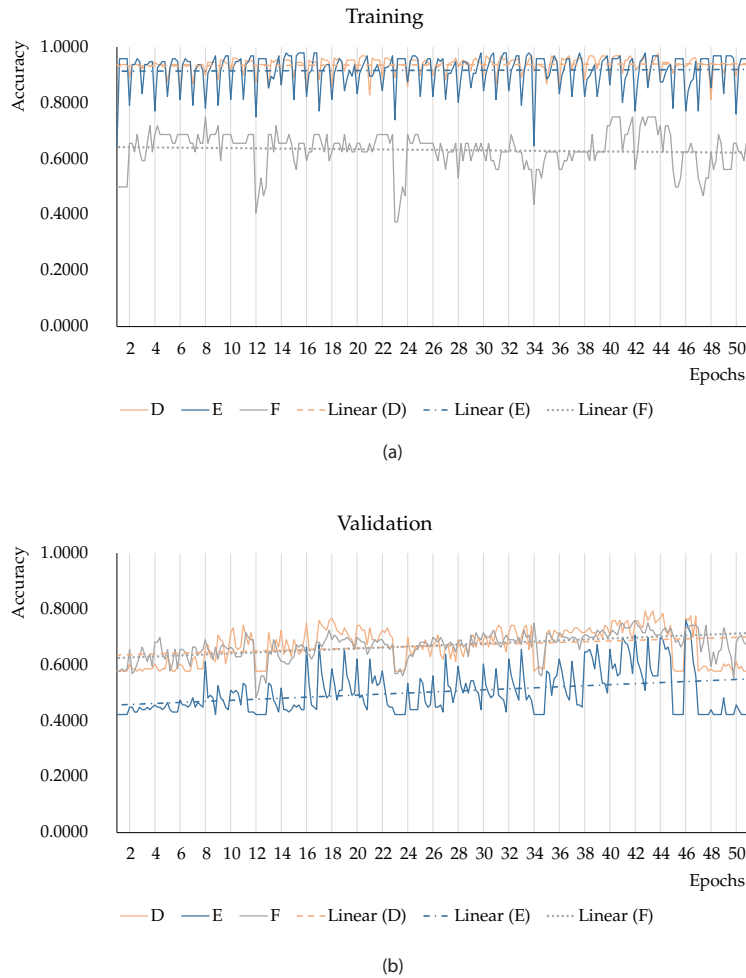 Training
Accuracy
1.0000
0.8000
0.6000
0.4000
0.2000
0.0000
2 4 6 8 10 12 14 16 18 20 22 24 26 28 30 32 34 36 38 40 42 44 46 48 50
Epochs
D E F Linear (D) Linear (E) Linear (F)
(a)
Validation
Accuracy
1.0000
0.8000
0.6000
0.4000
0.2000
0.0000
2 4 6 8 10 12 14 16 18 20 22 24 26 28 30 32 34 36 38 40 42 44 46 48 50
Epochs
D E F Linear (D) Linear (E) Linear (F)
(b)